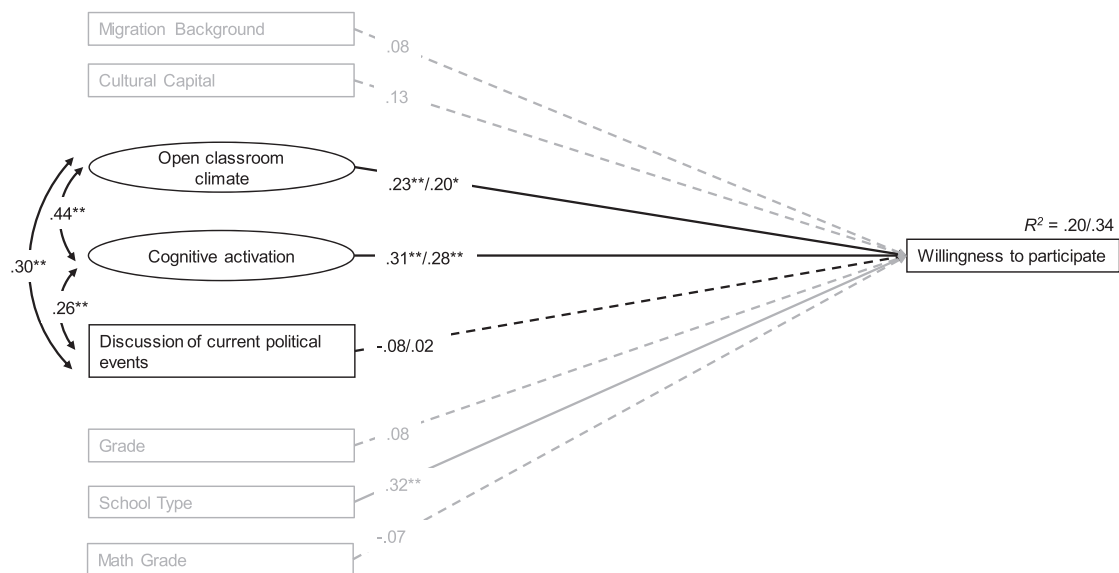 Migration Background
.08
Cultural Capital
.13
Open classroom
climate
.23**/.20*
.44**
R² = .20/.34
Cognitive activation
.31**/.28**
Willingness to participate
.30**
.26**
Discussion of current political
events
-.08/.02
Grade
.08
School Type
.32**
Math Grade
-.07